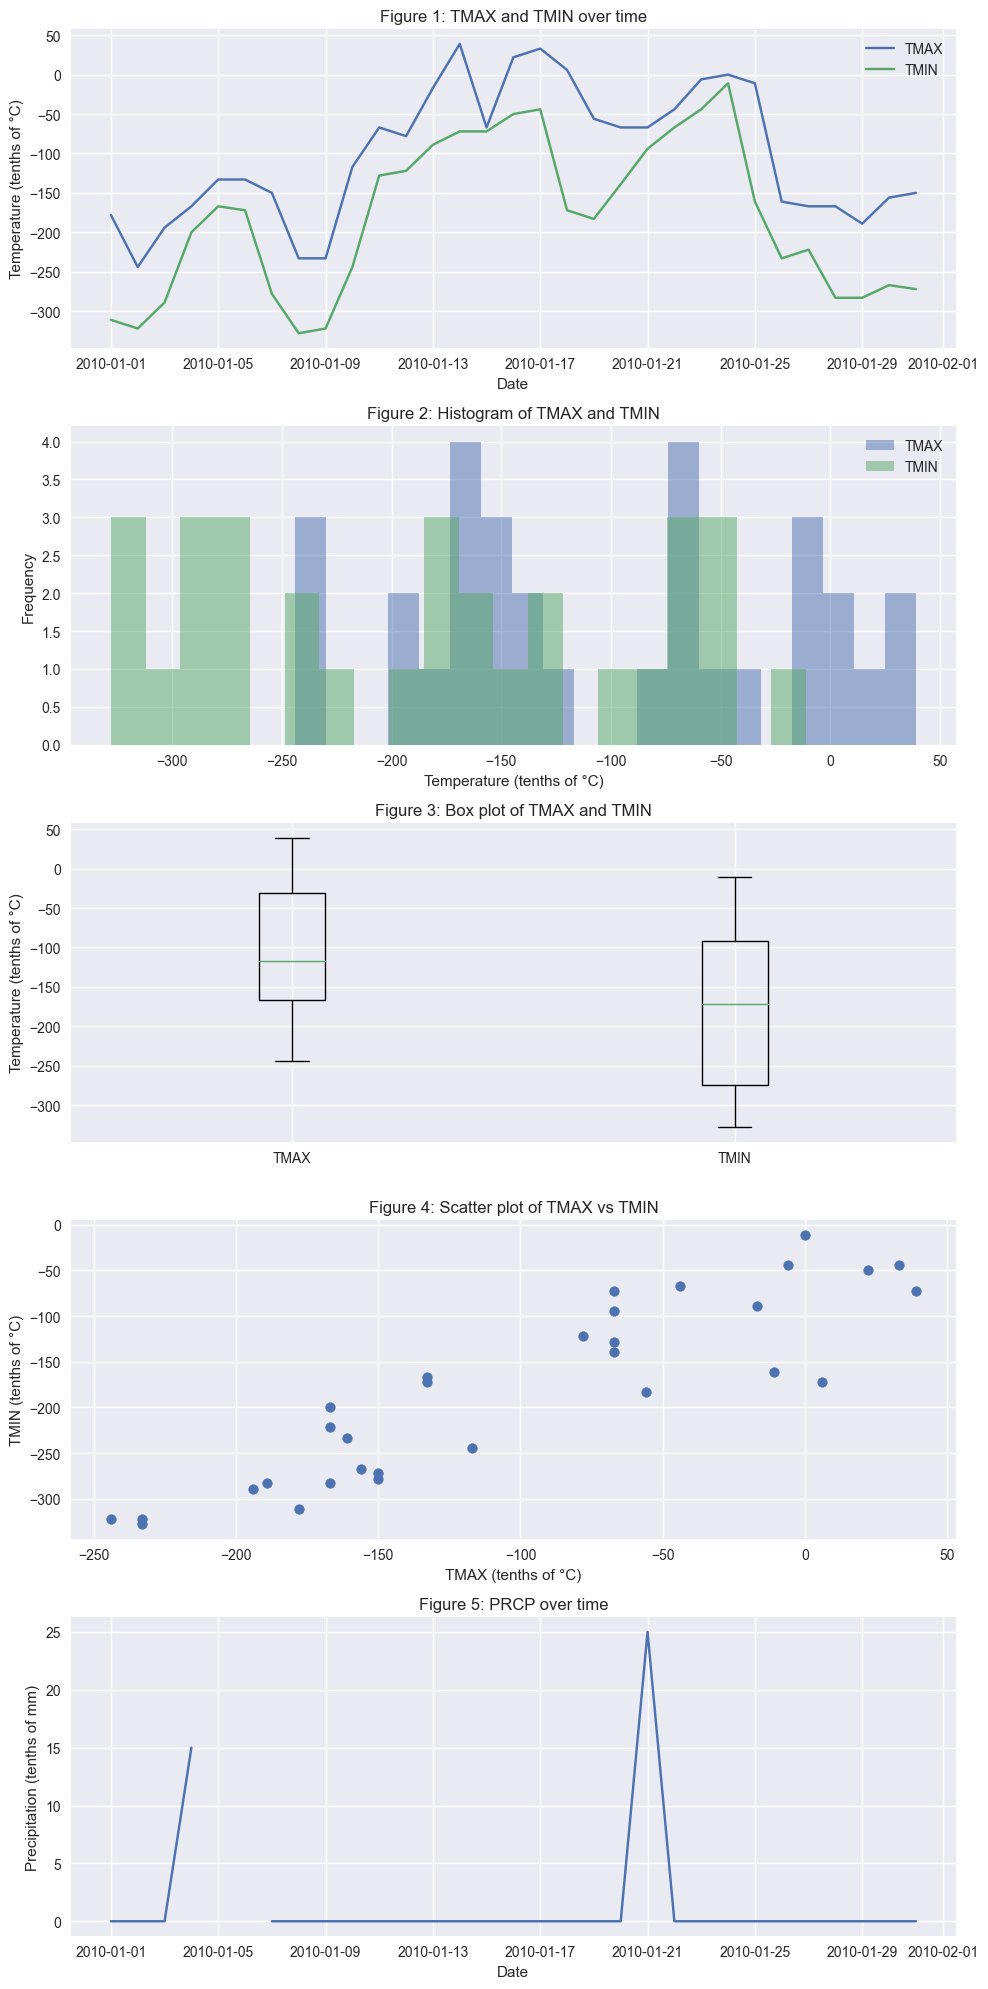 Figure 1: TMAX and TMIN over time
50
0
−50
−100
−150
−200
−250
−300
Temperature (tenths of °C)
TMAX
TMIN
2010-01-01 2010-01-05 2010-01-09 2010-01-13 2010-01-17 2010-01-21 2010-01-25 2010-01-29 2010-02-01
Date
Figure 2: Histogram of TMAX and TMIN
4.0
3.5
3.0
2.5
2.0
1.5
1.0
0.5
0.0
Frequency
TMAX
TMIN
−300 −250 −200 −150 −100 −50 0 50
Temperature (tenths of °C)
Figure 3: Box plot of TMAX and TMIN
50
0
−50
−100
−150
−200
−250
−300
Temperature (tenths of °C)
TMAX TMIN
Figure 4: Scatter plot of TMAX vs TMIN
0
−50
−100
−150
−200
−250
−300
TMIN (tenths of °C)
−250 −200 −150 −100 −50 0 50
TMAX (tenths of °C)
Figure 5: PRCP over time
25
20
15
10
5
0
Precipitation (tenths of mm)
2010-01-01 2010-01-05 2010-01-09 2010-01-13 2010-01-17 2010-01-21 2010-01-25 2010-01-29 2010-02-01
Date